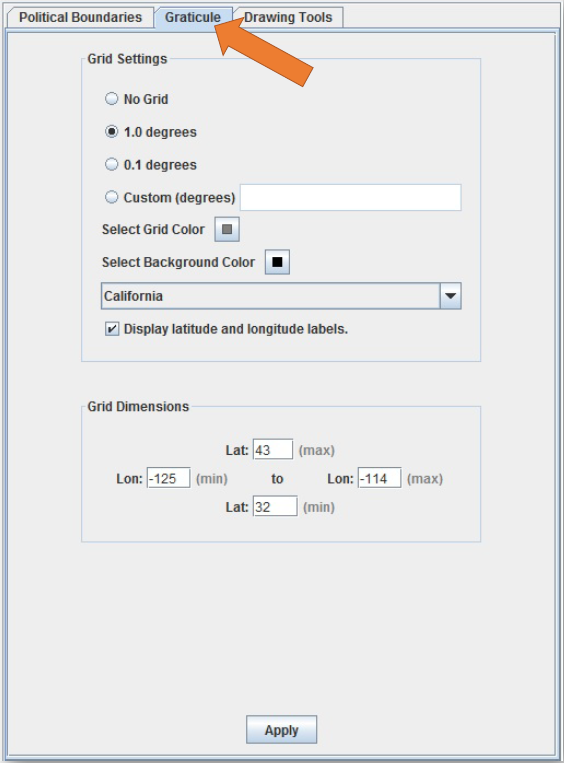 Political Boundaries Graticule Drawing Tools
Grid Settings
No Grid
1.0 degrees
0.1 degrees
Custom (degrees)
Select Grid Color
Select Background Color
California
Display latitude and longitude labels.
Grid Dimensions
Lat: 43 (max)
Lon: -125 (min) to Lon: -114 (max)
Lat: 32 (min)
Apply